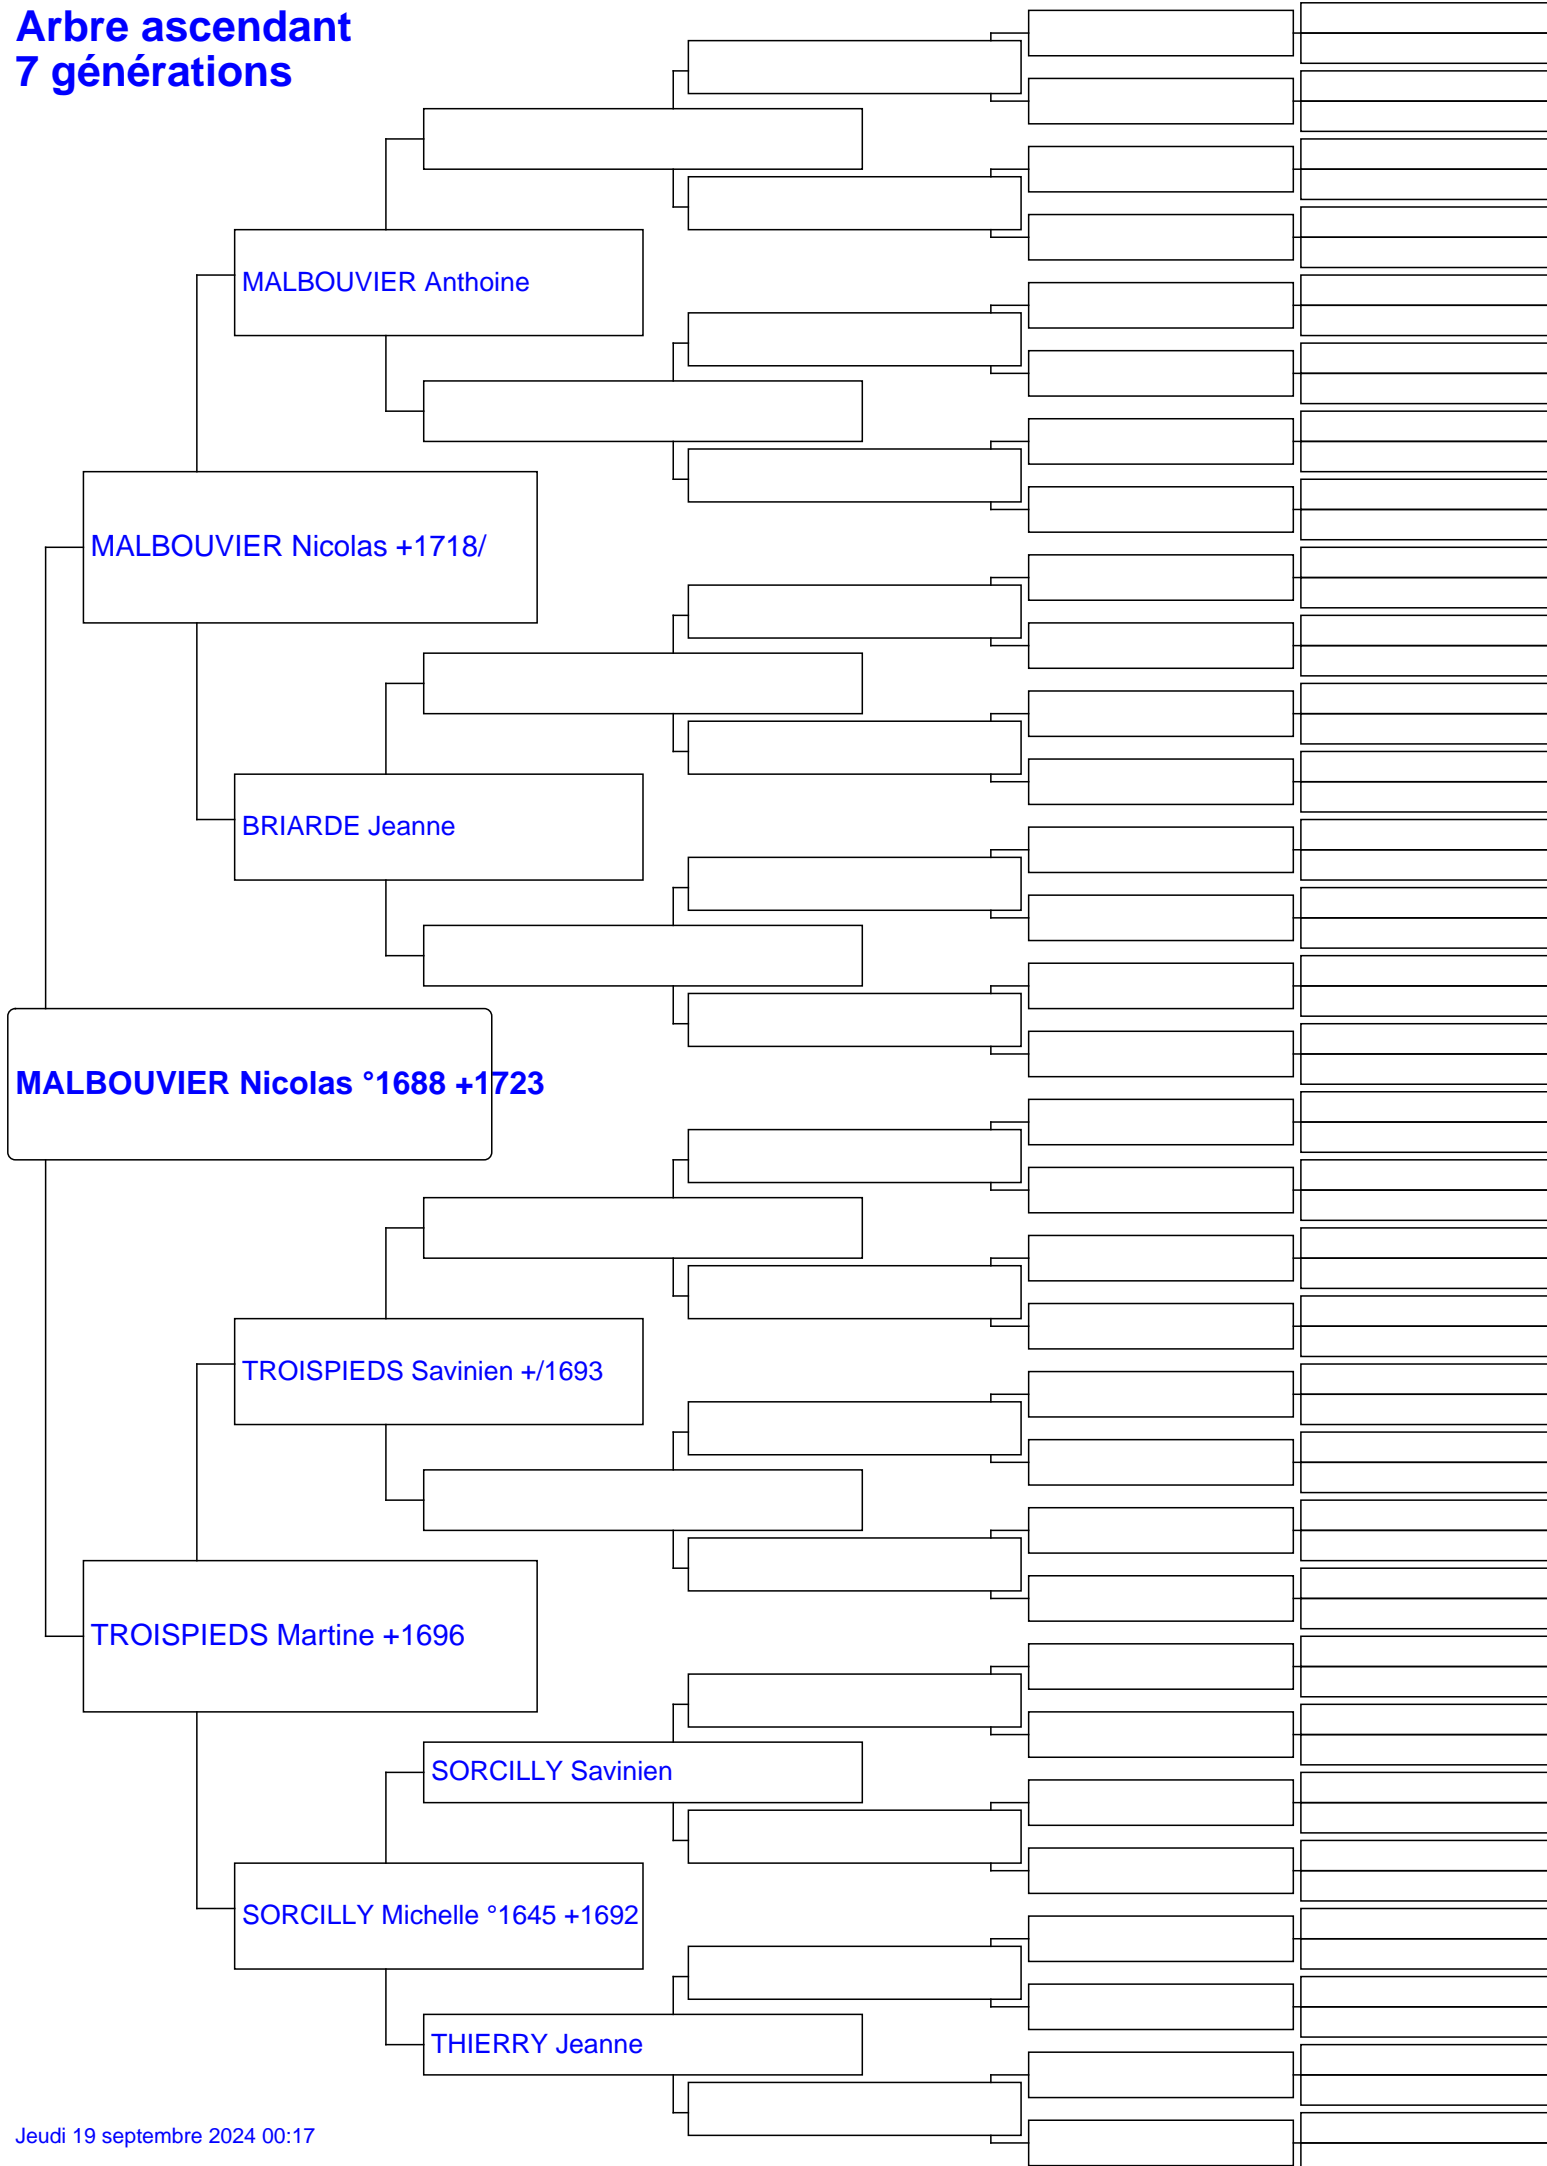 Arbre ascendant
7 générations
MALBOUVIER Anthoine
MALBOUVIER Nicolas +1718/
BRIARDE Jeanne
MALBOUVIER Nicolas °1688 +1723
TROISPIEDS Savinien +/1693
TROISPIEDS Martine +1696
SORCILLY Savinien
SORCILLY Michelle °1645 +1692
THIERRY Jeanne
Jeudi 19 septembre 2024 00:17